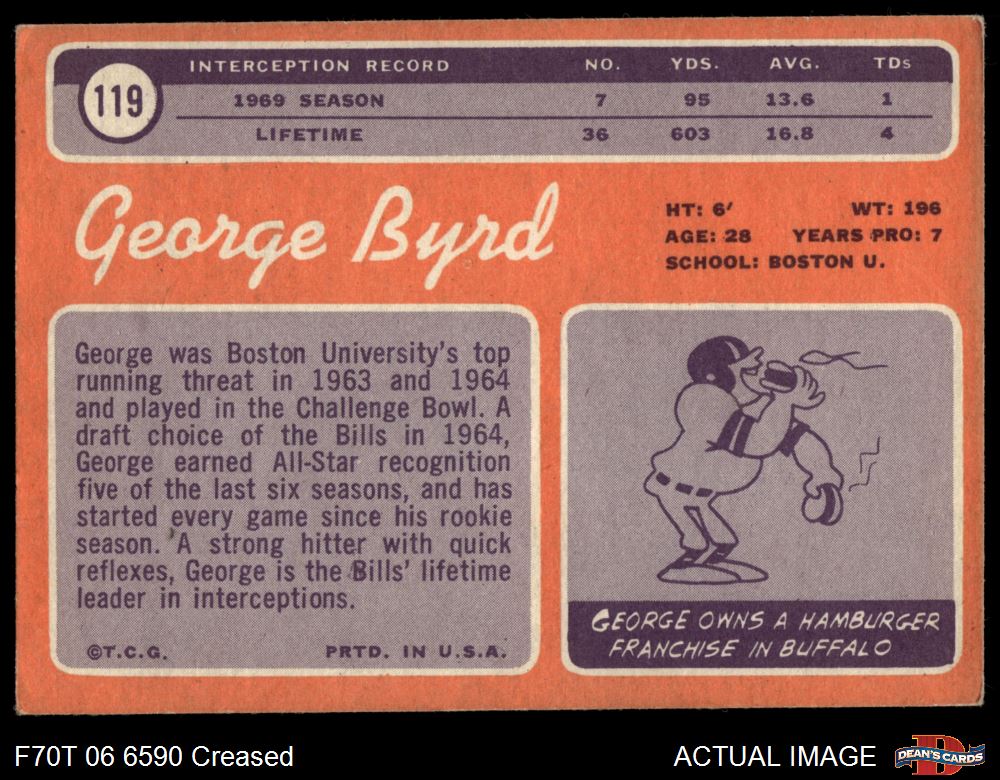 119
INTERCEPTION RECORD NO. YDS. AVG. TDs
1969 SEASON 7 95 13.6 1
LIFETIME 36 603 16.8 4
George Byrd
HT: 6′ WT: 196
AGE: 28 YEARS PRO: 7
SCHOOL: BOSTON U.
George was Boston University's top
running threat in 1963 and 1964
and played in the Challenge Bowl. A
draft choice of the Bills in 1964,
George earned All-Star recognition
five of the last six seasons, and has
started every game since his rookie
season. A strong hitter with quick
reflexes, George is the Bills' lifetime
leader in interceptions.
©T.C.G. PRTD. IN U.S.A.
GEORGE OWNS A HAMBURGER
FRANCHISE IN BUFFALO
F70T 06 6590 Creased
ACTUAL IMAGE
D
DEAN'S CARDS